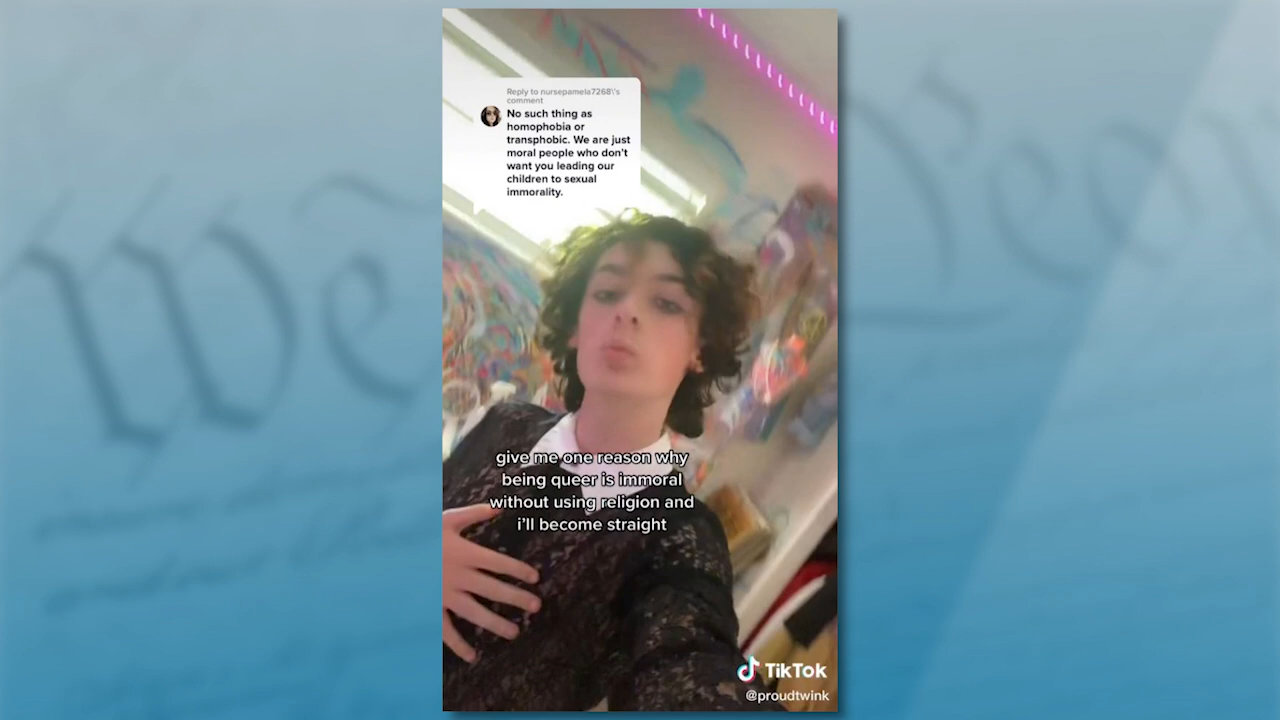 We
Peo
Reply to nursepamela7268\'s
comment
No such thing as
homophobia or
transphobic. We are just
moral people who don't
want you leading our
children to sexual
immorality.
give me one reason why
being queer is immoral
without using religion and
i'll become straight
TikTok
@proudtwink